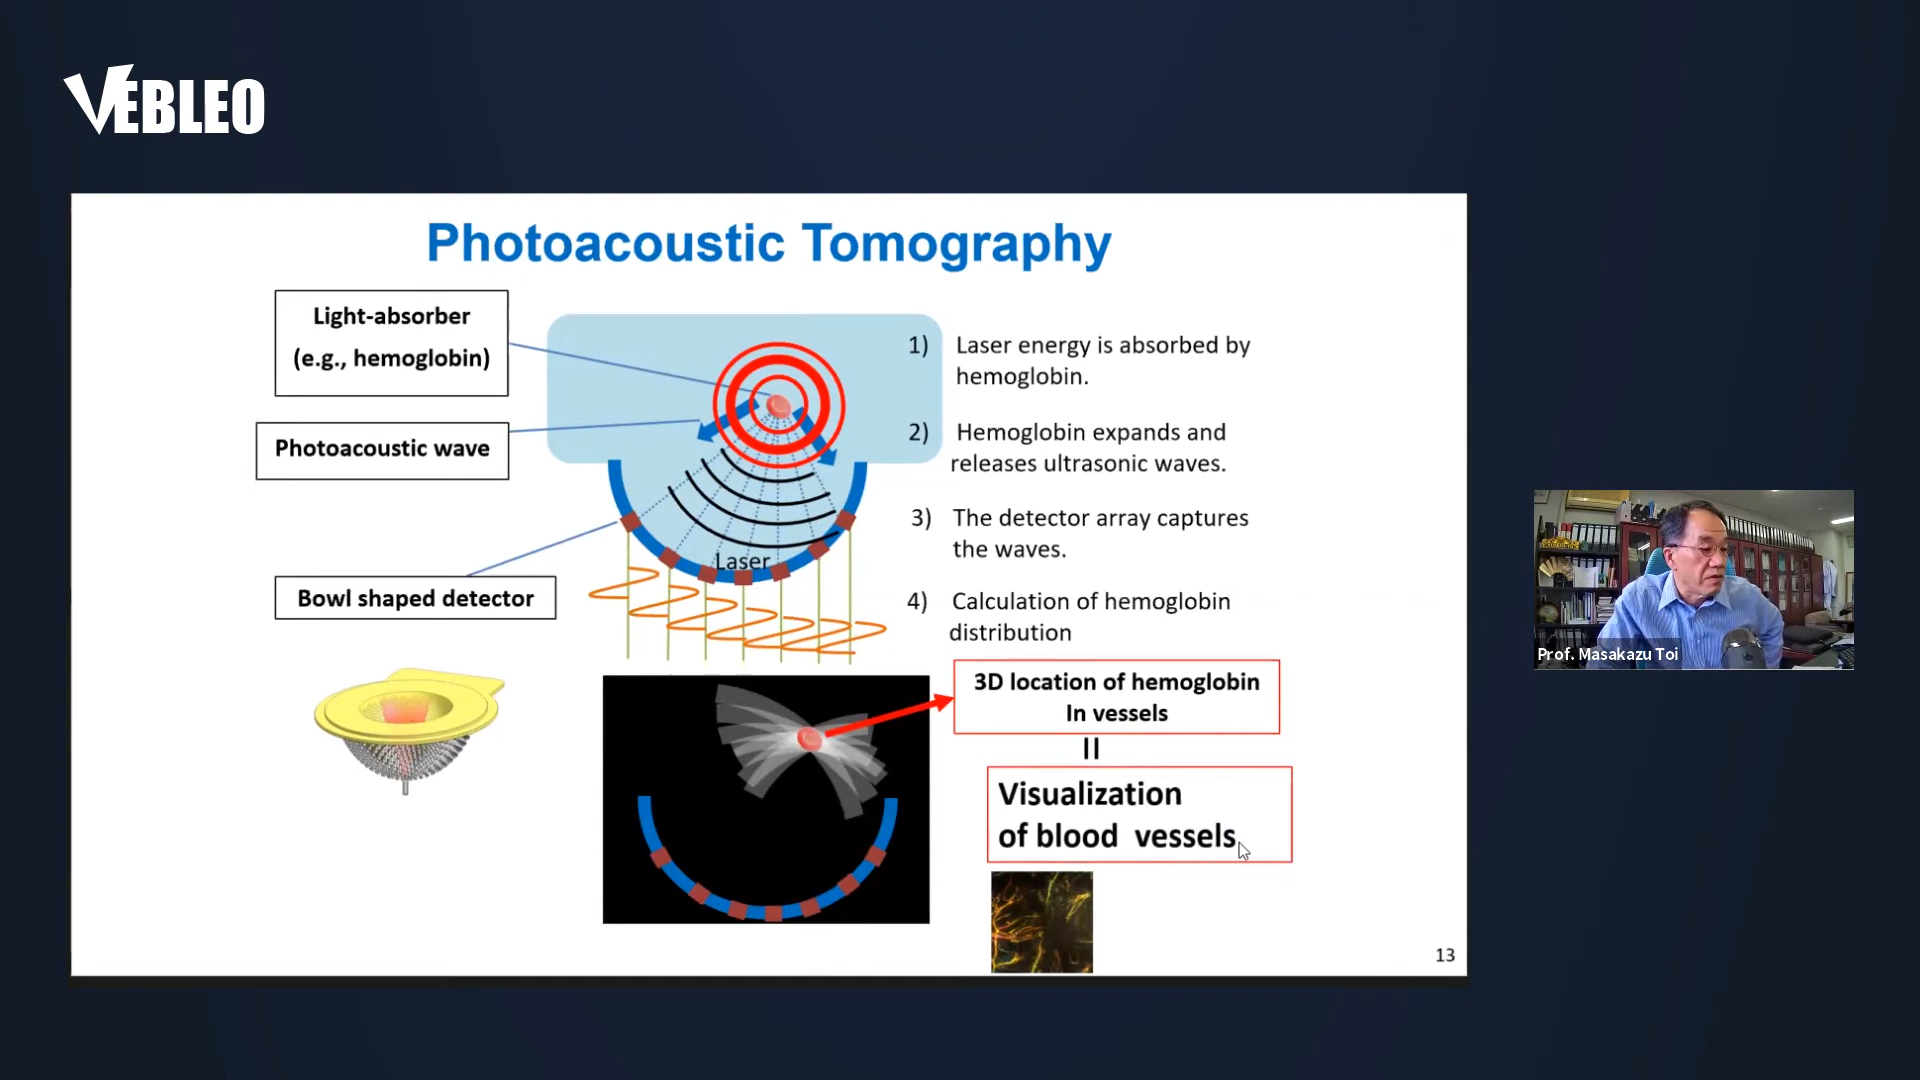 VEBLEO
Photoacoustic Tomography
Light-absorber
(e.g., hemoglobin)
Photoacoustic wave
Bowl shaped detector
Laser
1) Laser energy is absorbed by
hemoglobin.
2) Hemoglobin expands and
releases ultrasonic waves.
3) The detector array captures
the waves.
4) Calculation of hemoglobin
distribution
3D location of hemoglobin
In vessels
Visualization
of blood vessels
13
Prof. Masakazu Toi